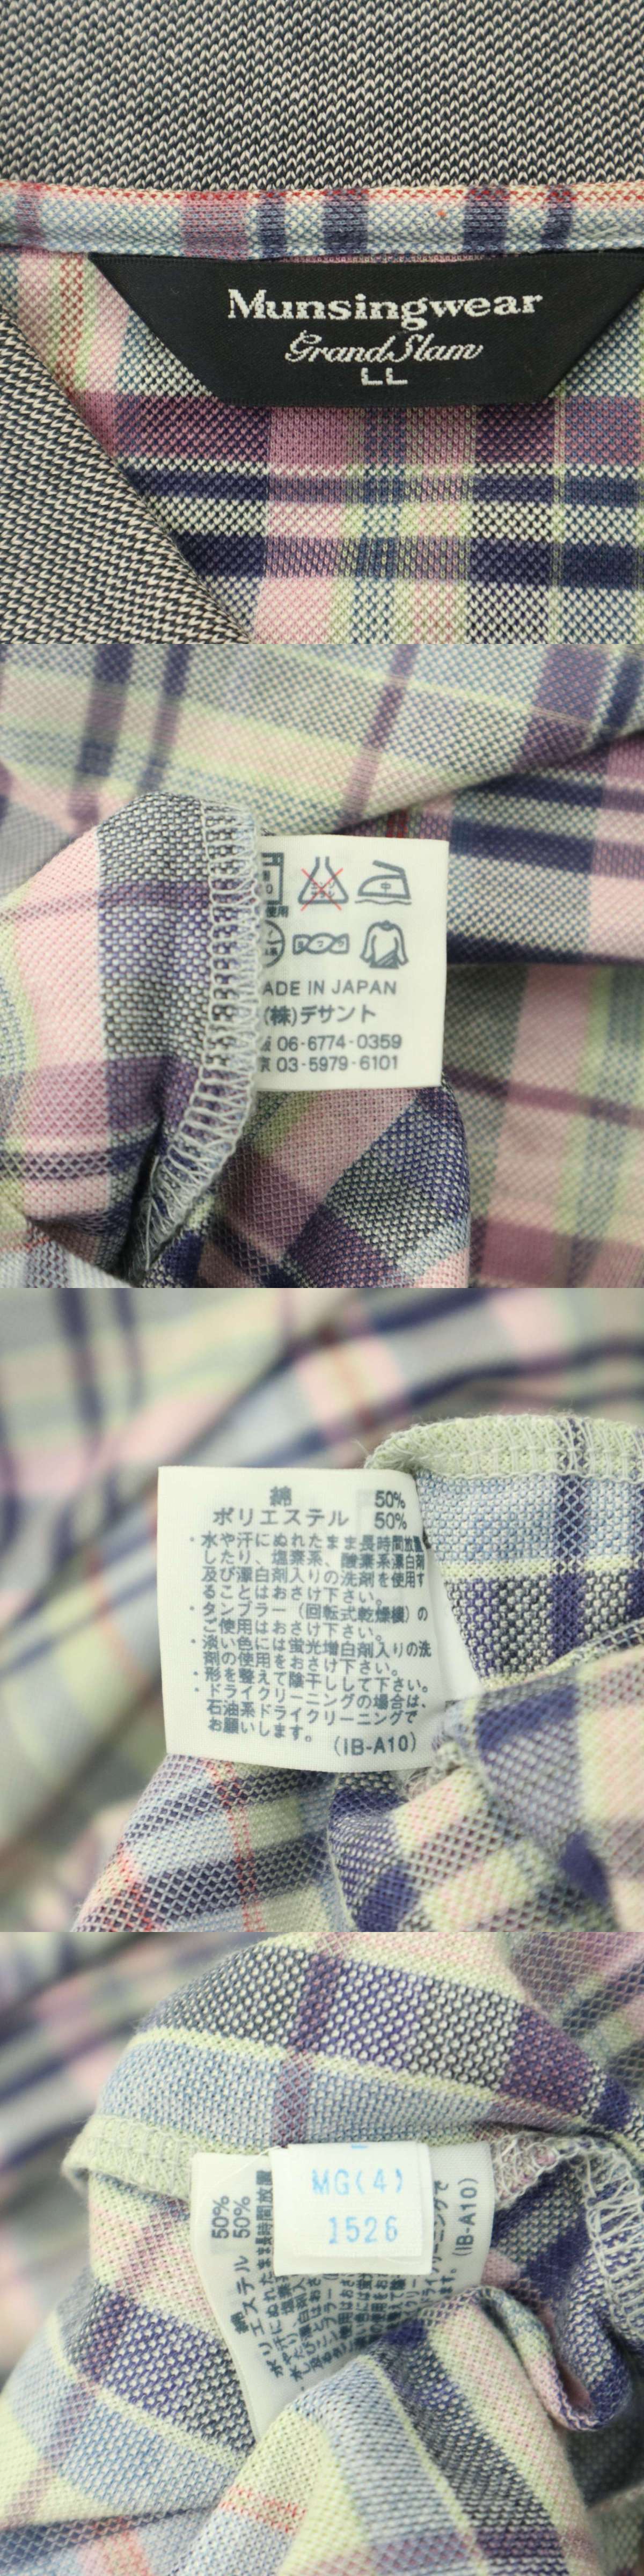 Munsingwear
GrandSlam
LL
中
使用
ADE IN JAPAN
(株)デサント
06-6774-0359
京 03-5979-6101
綿 50%
ポリエステル 50%
・水や汗にぬれたまま長時間放置
したり、塩素系、酸素系漂白剤
及び漂白剤入りの洗剤を使用す
ることはおさけ下さい。
・タンブラー(回転式乾燥機)の
ご使用はおさけ下さい。
・淡い色には蛍光増白剤入りの洗
剤の使用をおさけ下さい。
・形を整えて陰干しして下さい。
・ドライクリーニングの場合は、
石油系ドライクリーニングで
お願いします。
(IB-A10)
MG(4)
1526
50%
50%
(IB-A10)